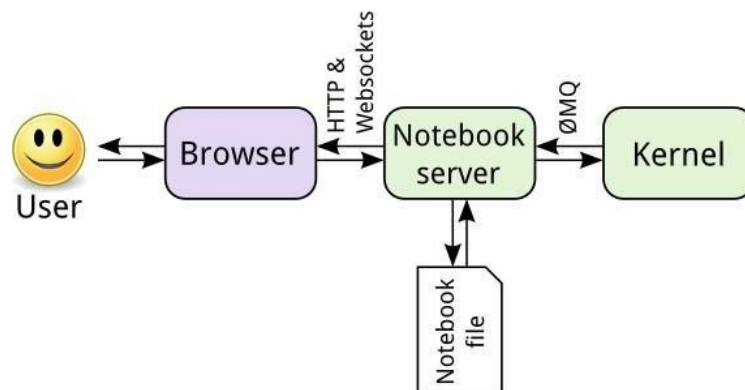 User
Browser
HTTP &
Websockets
Notebook
server
ØMQ
Kernel
Notebook
file